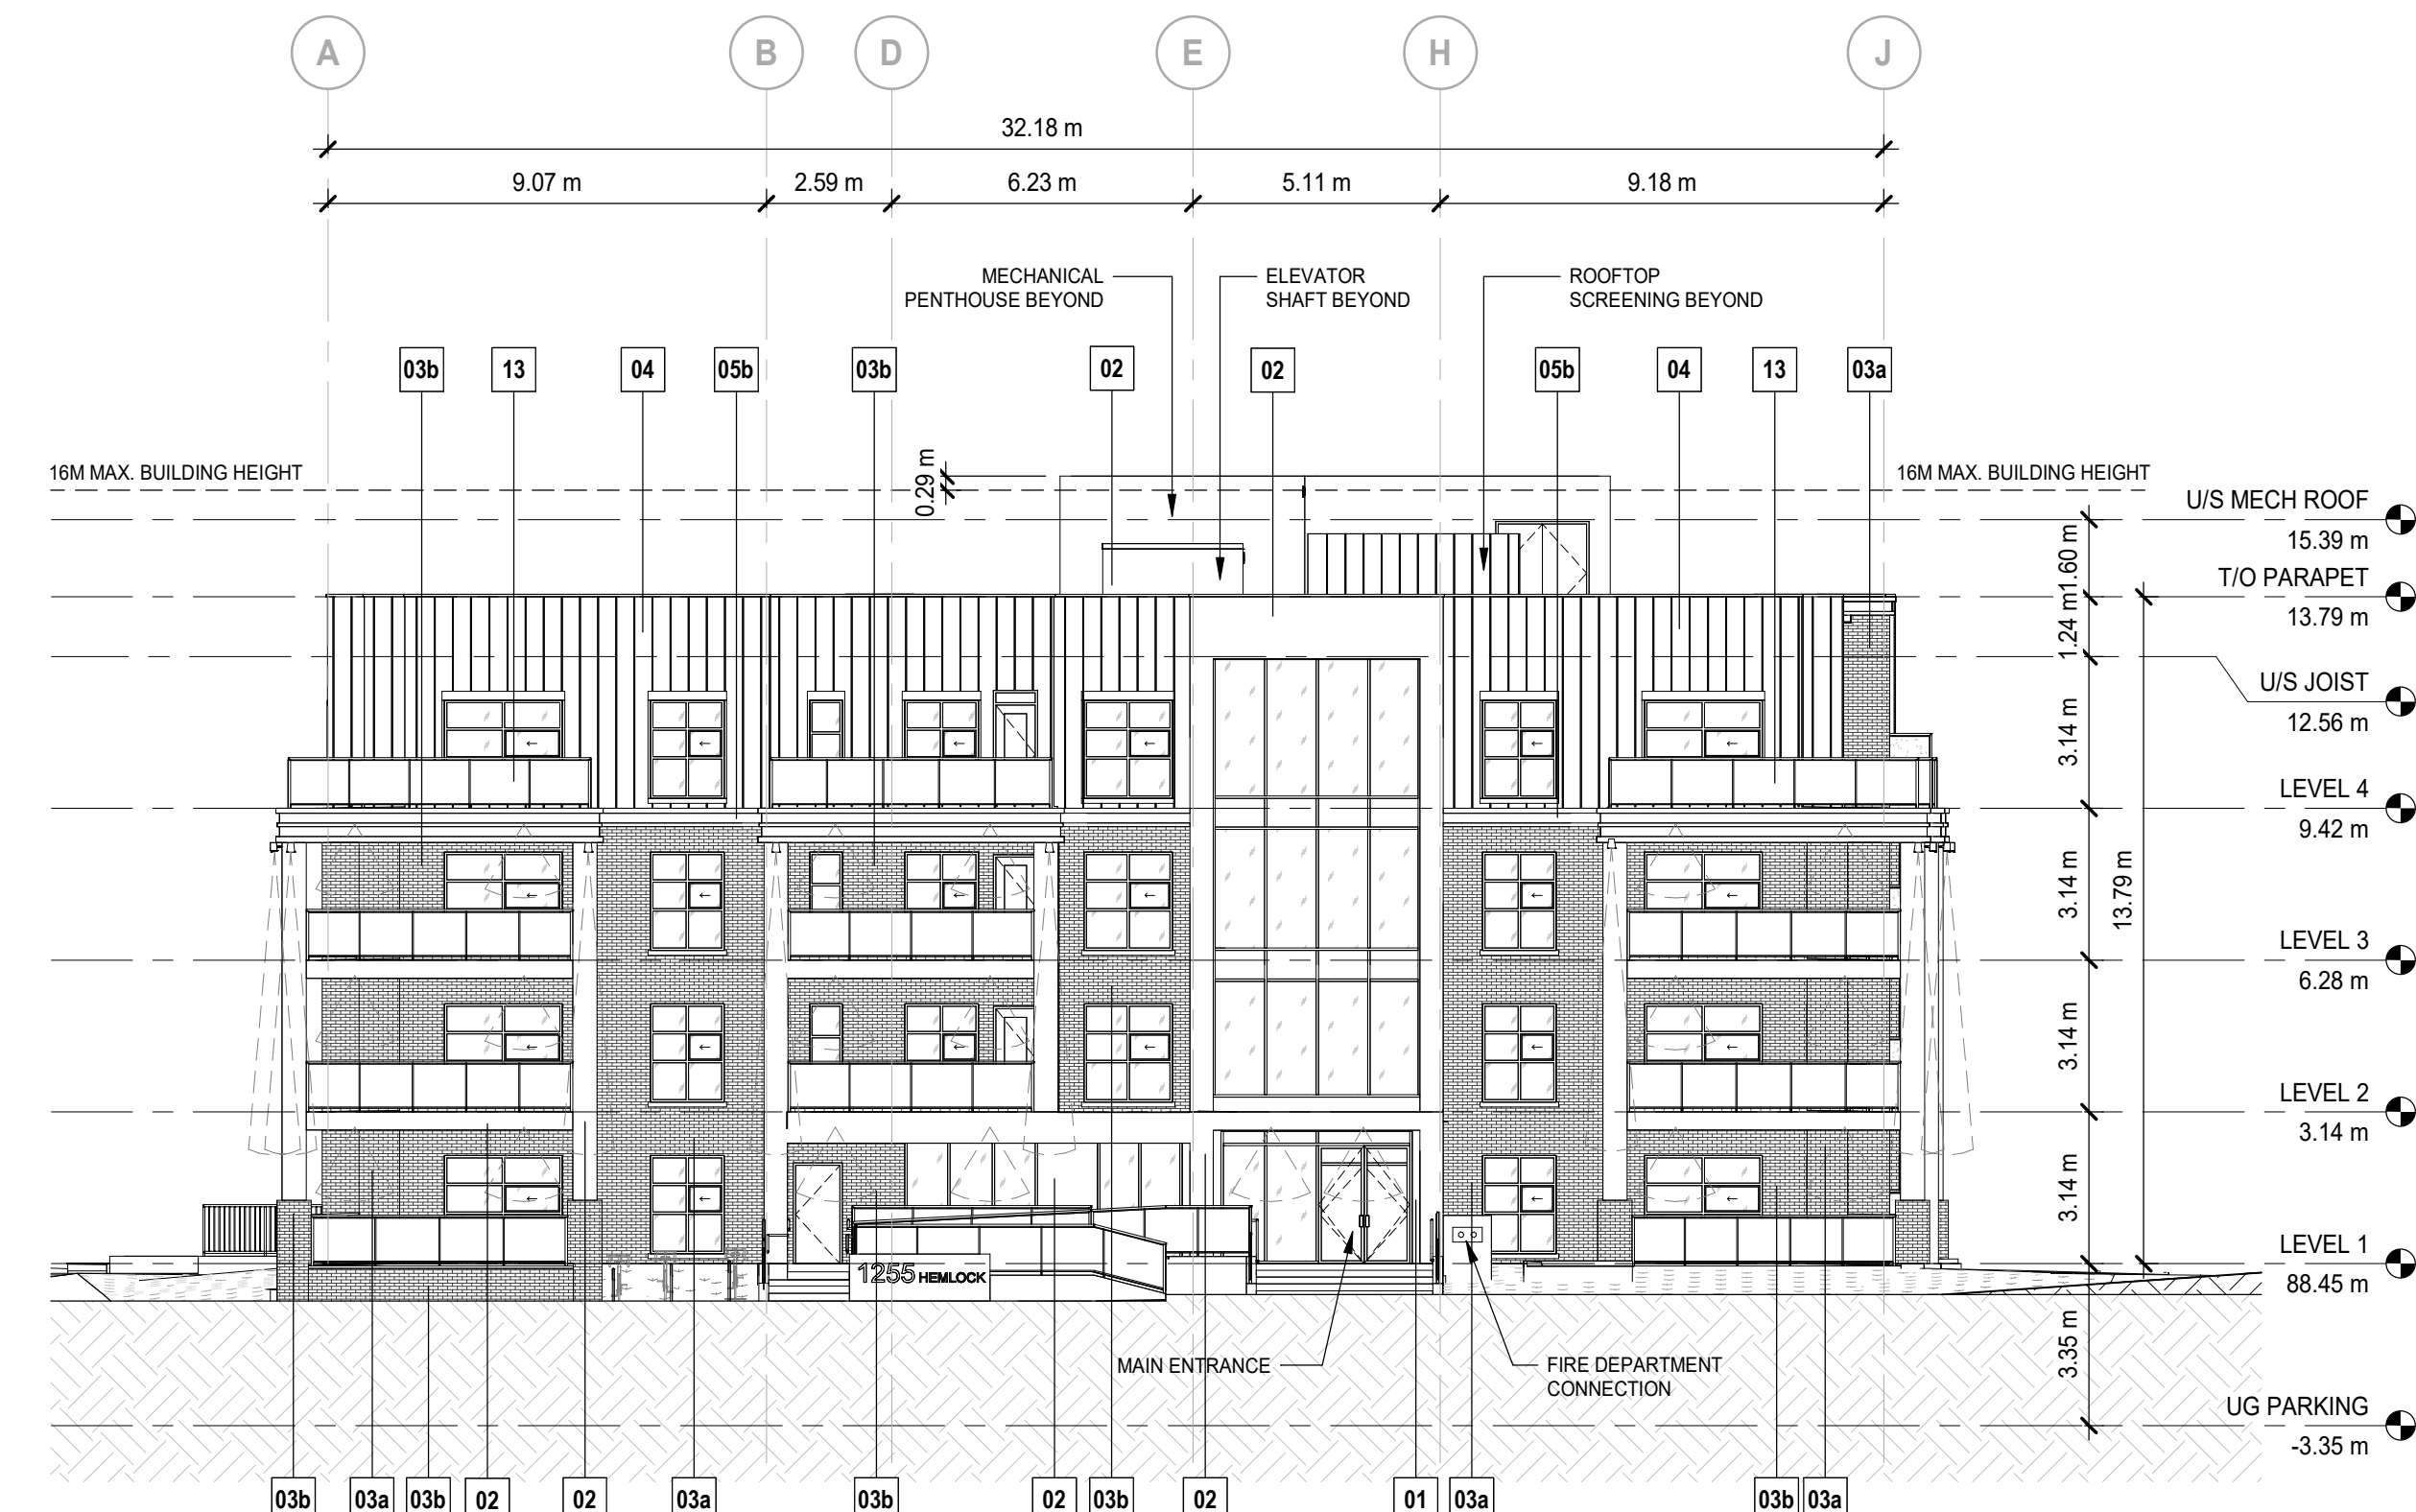 A B D E H J
32.18 m
9.07 m 2.59 m 6.23 m 5.11 m 9.18 m
MECHANICAL
PENTHOUSE BEYOND
ELEVATOR
SHAFT BEYOND
ROOFTOP
SCREENING BEYOND
03b 13 04 05b 03b 02 02 05b 04 13 03a
16M MAX. BUILDING HEIGHT
0.29 m
16M MAX. BUILDING HEIGHT
U/S MECH ROOF
15.39 m
1.60 m
T/O PARAPET
13.79 m
1.24 m
U/S JOIST
12.56 m
3.14 m
LEVEL 4
9.42 m
3.14 m
13.79 m
LEVEL 3
6.28 m
3.14 m
LEVEL 2
3.14 m
3.14 m
LEVEL 1
88.45 m
1255 HEMLOCK
3.35 m
MAIN ENTRANCE
FIRE DEPARTMENT
CONNECTION
UG PARKING
-3.35 m
03b 03a 03b 02 02 03a 03b 02 03b 02 01 03a 03b 03a